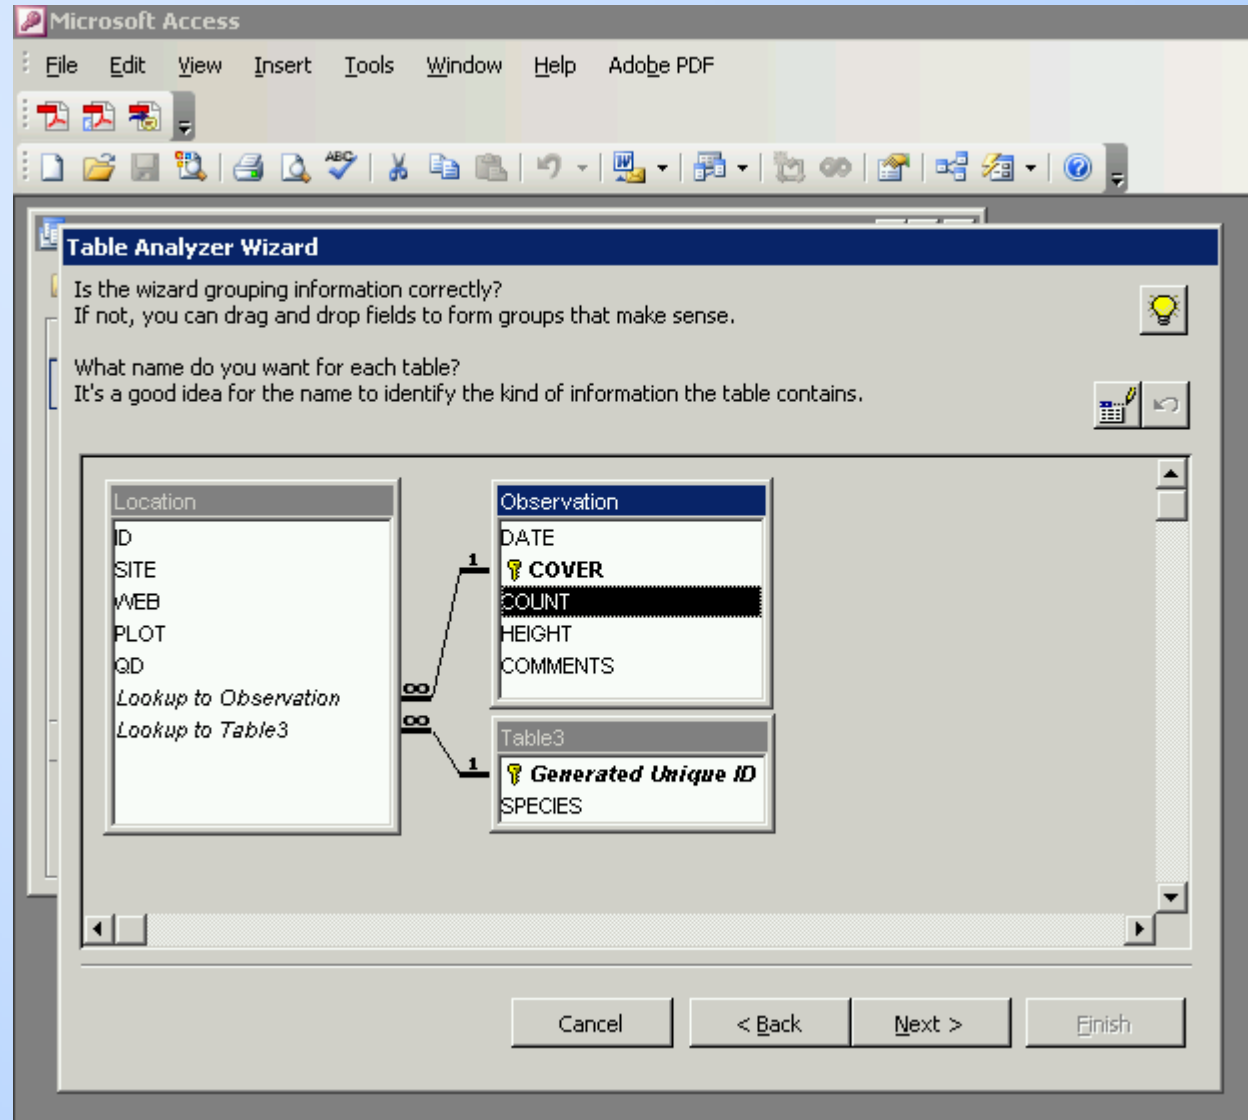 Microsoft Access
File Edit View Insert Tools Window Help Adobe PDF
ABC
W
Table Analyzer Wizard
Is the wizard grouping information correctly?
If not, you can drag and drop fields to form groups that make sense.
What name do you want for each table?
It's a good idea for the name to identify the kind of information the table contains.
Location
ID
SITE
WEB
PLOT
QD
Lookup to Observation
Lookup to Table3
∞
∞
1
1
Observation
DATE
COVER
COUNT
HEIGHT
COMMENTS
Table3
Generated Unique ID
SPECIES
Cancel < Back Next > Finish